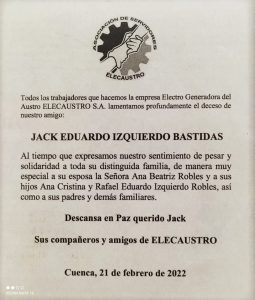 ASOCIACIÓN DE SERVIDORES
ELECAUSTRO
Todos los trabajadores que hacemos la empresa Electro Generadora del
Austro ELECAUSTRO S.A. lamentamos profundamente el deceso de
nuestro amigo:
JACK EDUARDO IZQUIERDO BASTIDAS
Al tiempo que expresamos nuestro sentimiento de pesar y
solidaridad a toda su distinguida familia, de manera muy
especial a su esposa la Señora Ana Beatriz Robles y a sus
hijos Ana Cristina y Rafael Eduardo Izquierdo Robles, así
como a sus padres y demás familiares.
Descansa en Paz querido Jack
Sus compañeros y amigos de ELECAUSTRO
Cuenca, 21 de febrero de 2022